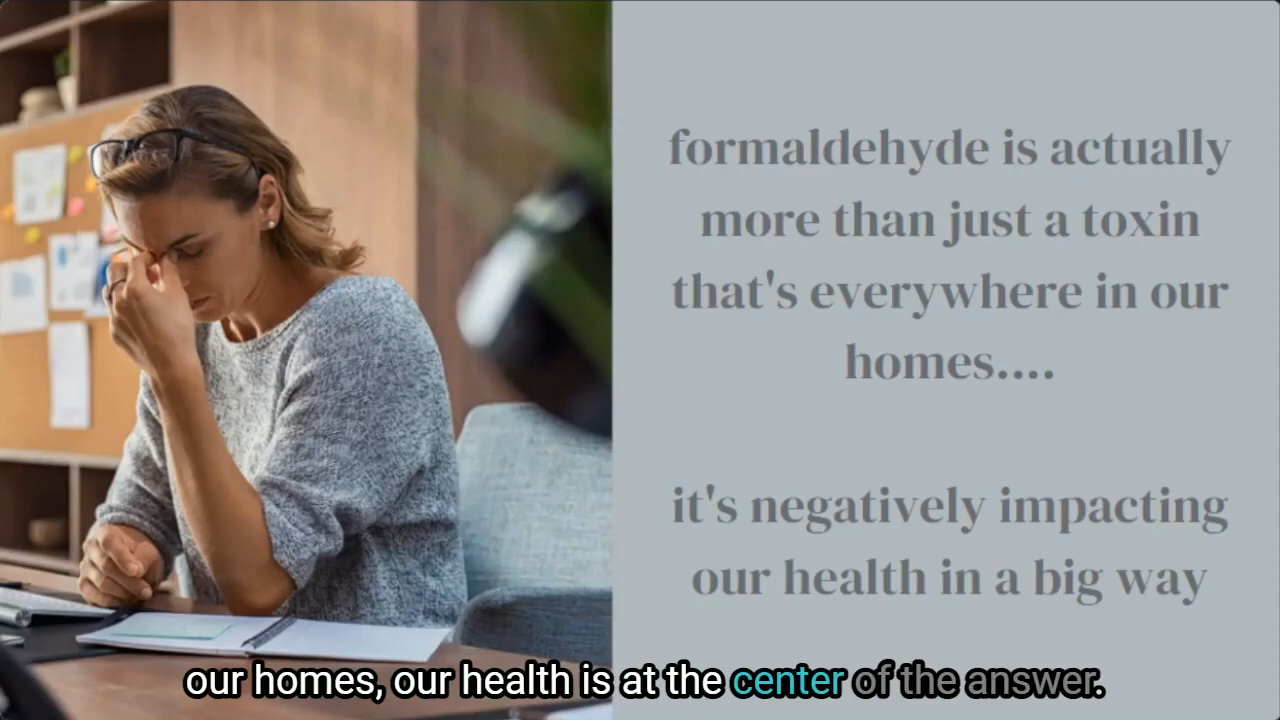 formaldehyde is actually
more than just a toxin
that's everywhere in our
homes....
it's negatively impacting
our health in a big way
our homes, our health is at the center of the answer.